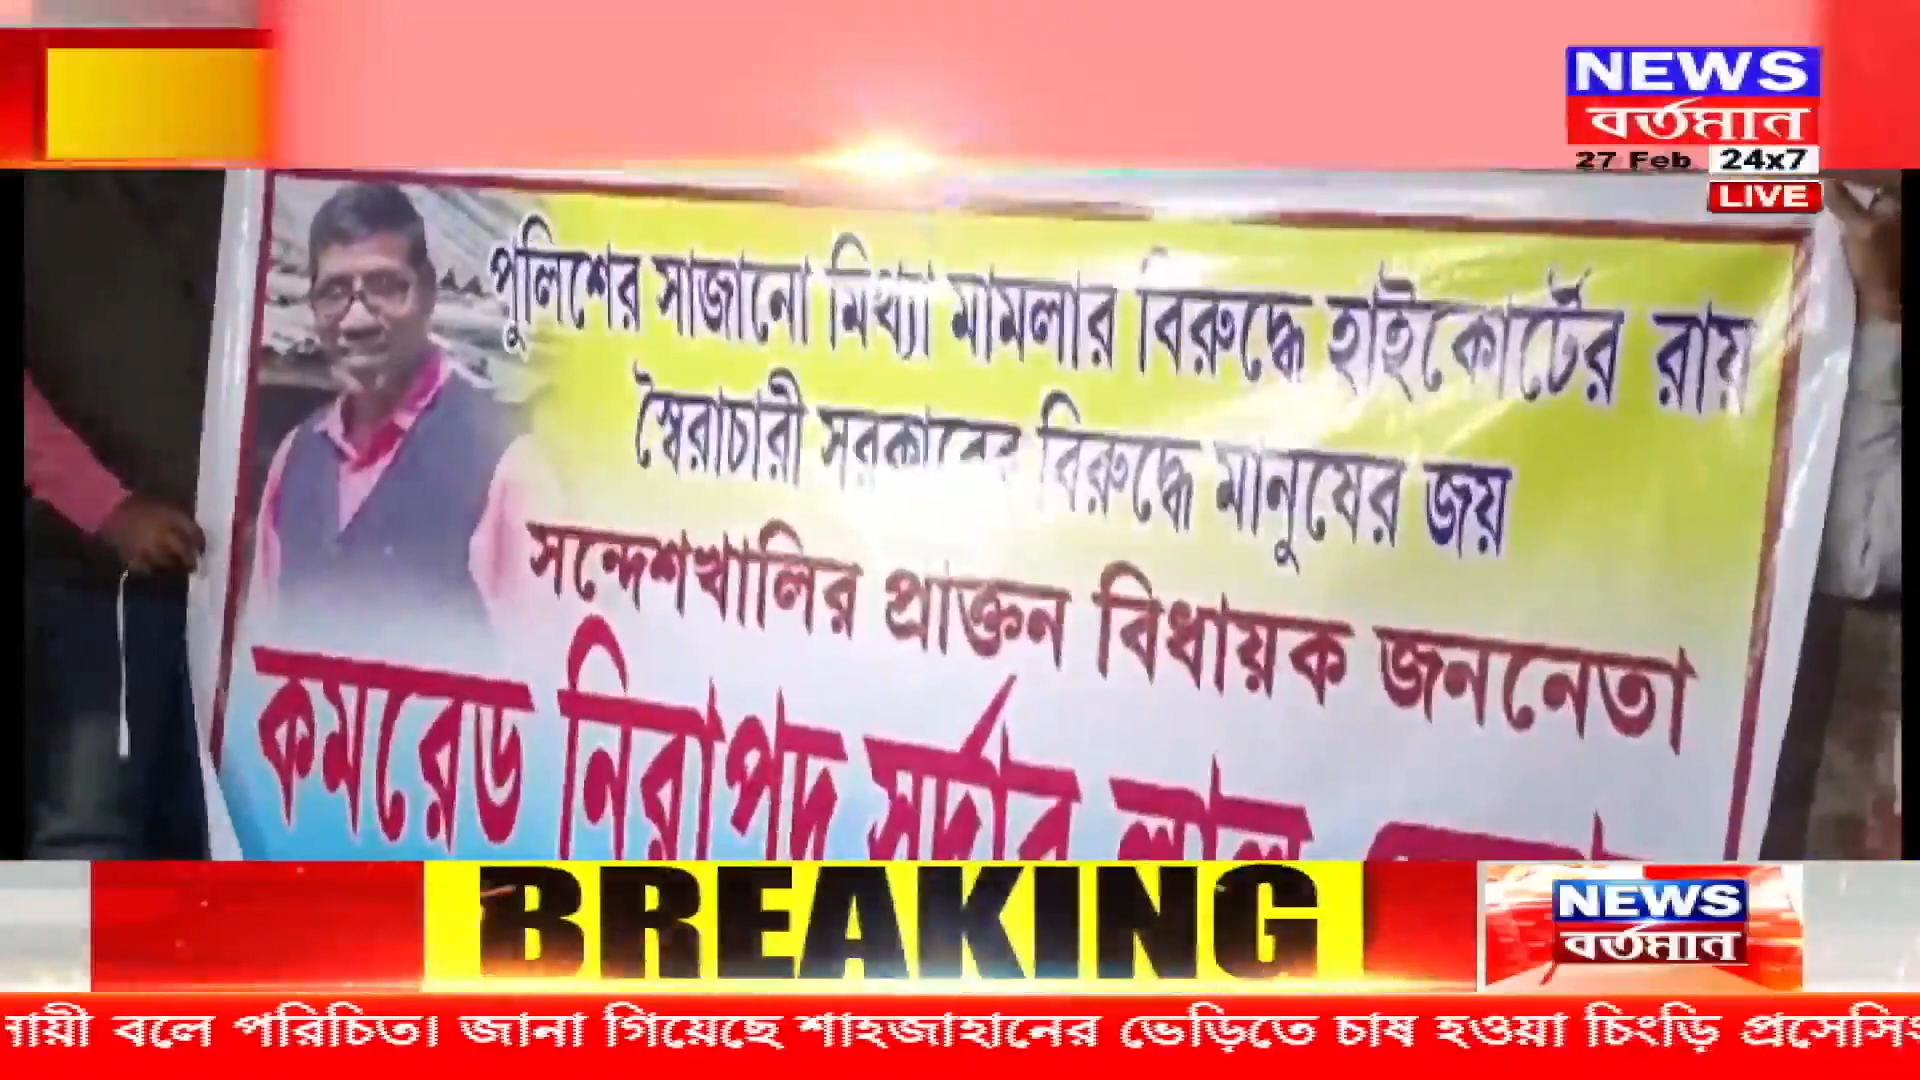 NEWS
বর্তমান
27 Feb 24x7
LIVE
পুলিশের সাজানো মিথ্যা মামলার বিরুদ্ধে হাইকোর্টের রায়
স্বৈরাচারী সরকারের বিরুদ্ধে মানুষের জয়
সন্দেশখালির প্রাক্তন বিধায়ক জননেতা
কমরেড নিরাপদ সর্দার লাল
BREAKING
NEWS
বর্তমান
বলে পরিচিত। জানা গিয়েছে শাহজাহানের ভেড়িতে চাষ হওয়া চিংড়ি